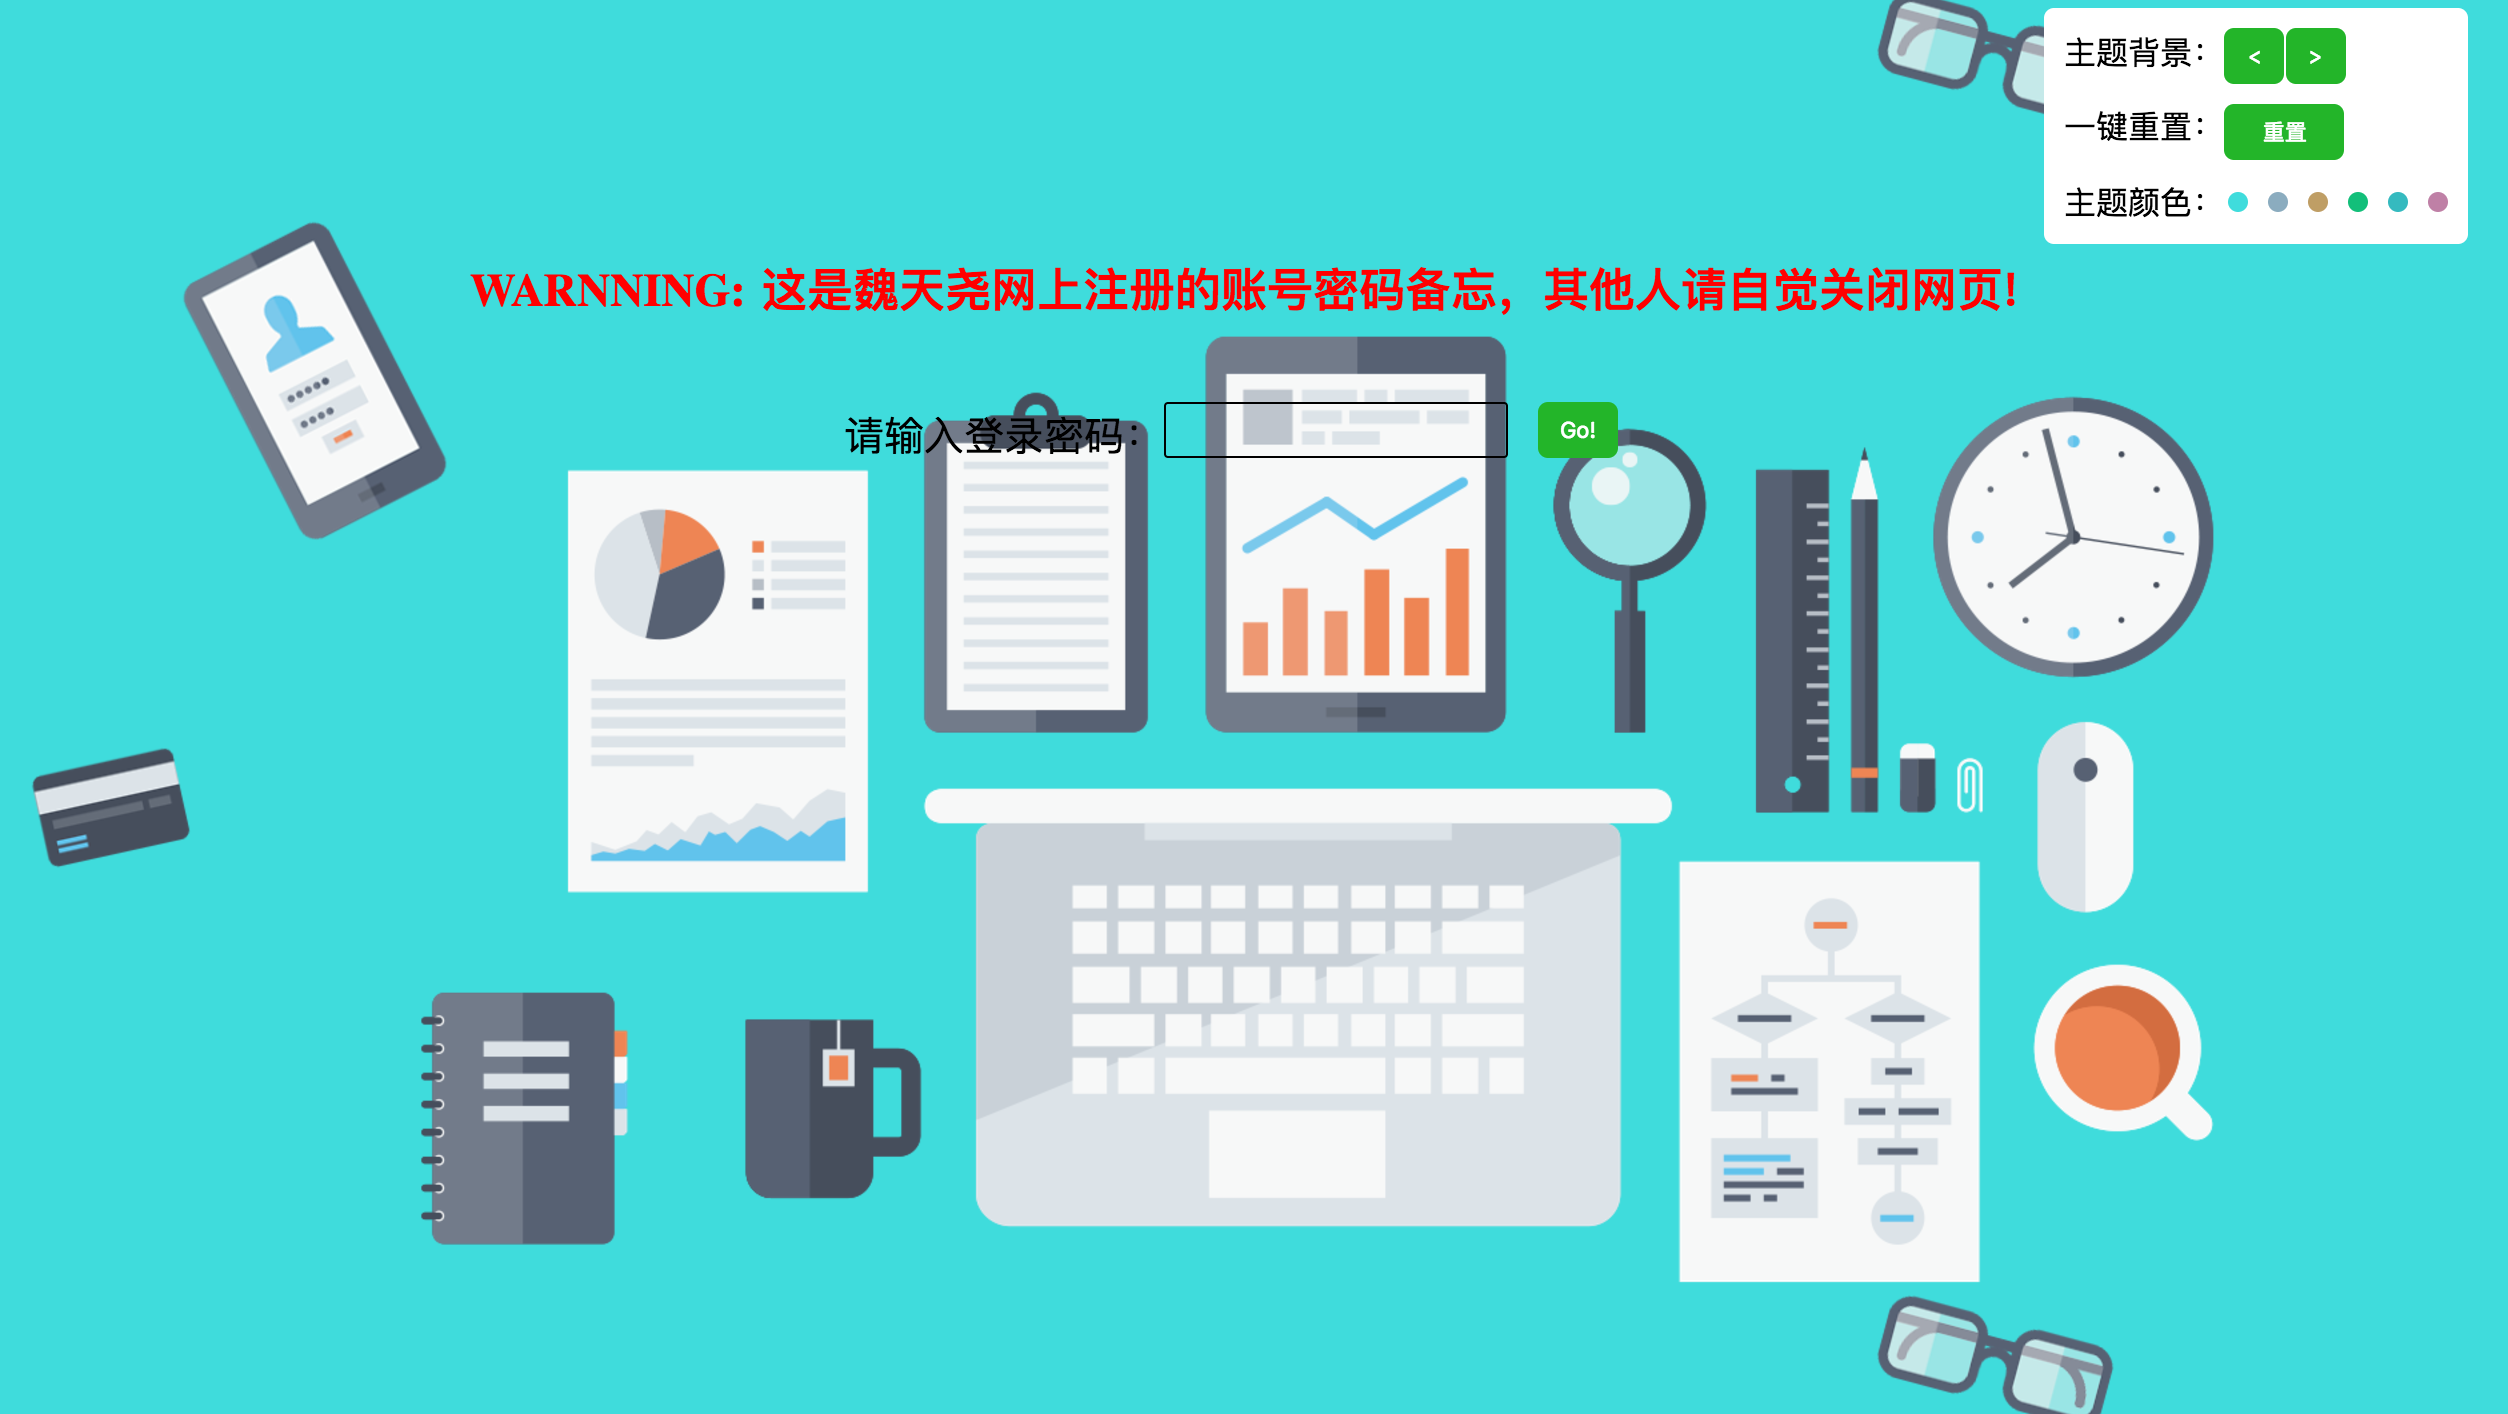 主题背景：
< >
一键重置：
重置
主题颜色：
WARNNING: 这是魏天尧网上注册的账号密码备忘，其他人请自觉关闭网页!
请输入登录密码：
Go!